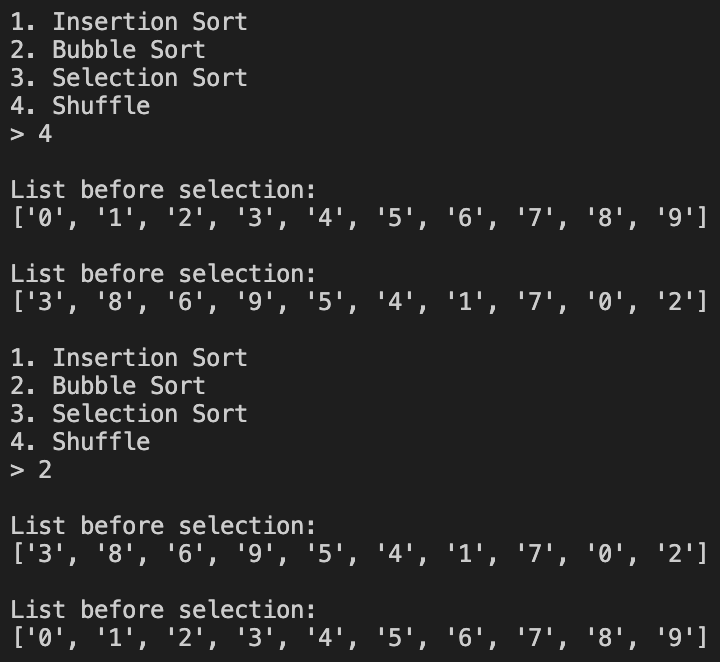 1. Insertion Sort
2. Bubble Sort
3. Selection Sort
4. Shuffle
> 4
List before selection:
['0', '1', '2', '3', '4', '5', '6', '7', '8', '9']
List before selection:
['3', '8', '6', '9', '5', '4', '1', '7', '0', '2']
1. Insertion Sort
2. Bubble Sort
3. Selection Sort
4. Shuffle
> 2
List before selection:
['3', '8', '6', '9', '5', '4', '1', '7', '0', '2']
List before selection:
['0', '1', '2', '3', '4', '5', '6', '7', '8', '9']